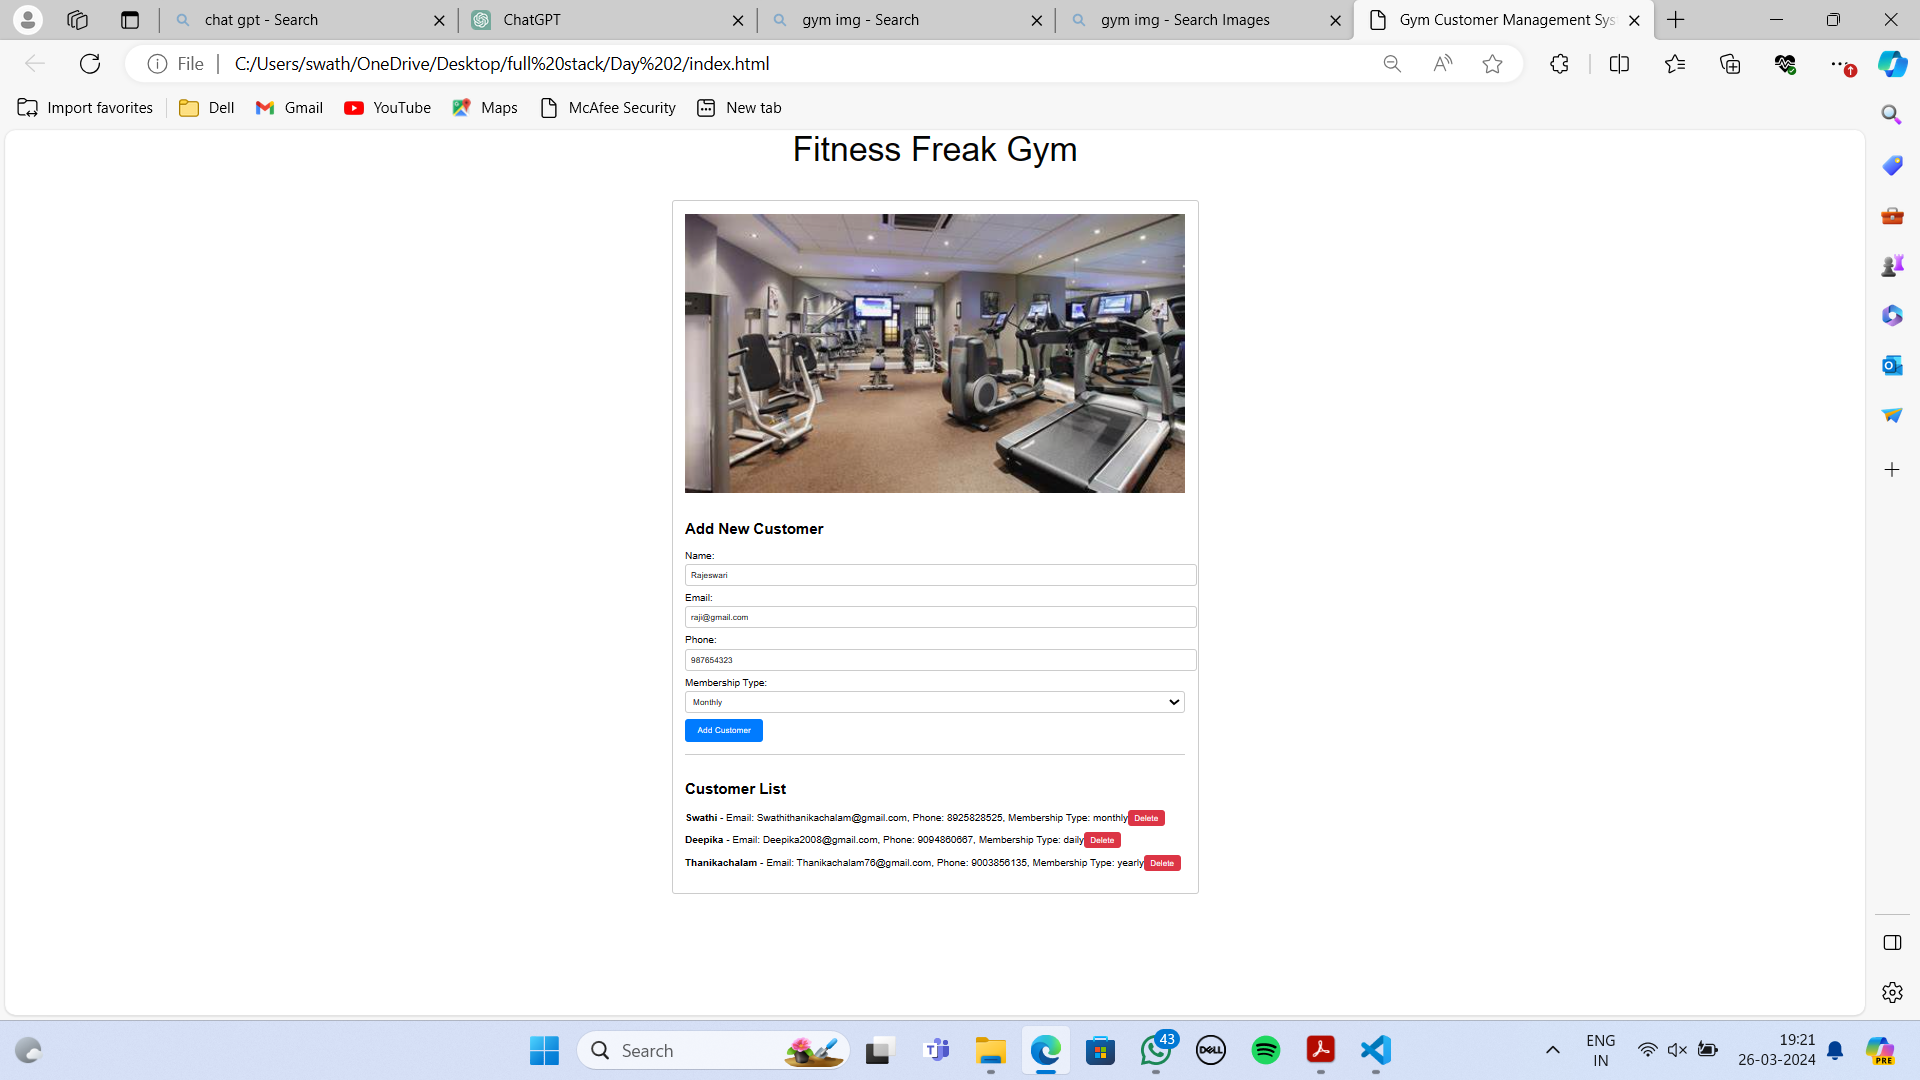 chat gpt - Search
ChatGPT
gym img - Search
gym img - Search Images
Gym Customer Management Sys
File
C:/Users/swath/OneDrive/Desktop/full%20stack/Day%202/index.html
Import favorites
Dell
Gmail
YouTube
Maps
McAfee Security
New tab
Fitness Freak Gym
Add New Customer
Name:
Rajeswari
Email:
raji@gmail.com
Phone:
987654323
Membership Type:
Monthly
Add Customer
Customer List
Swathi - Email: Swathithanikachalam@gmail.com, Phone: 8925828525, Membership Type: monthly Delete
Deepika - Email: Deepika2008@gmail.com, Phone: 9094860667, Membership Type: daily Delete
Thanikachalam - Email: Thanikachalam76@gmail.com, Phone: 9003856135, Membership Type: yearly Delete
Search
43
DELL
ENG
IN
19:21
26-03-2024
PRE